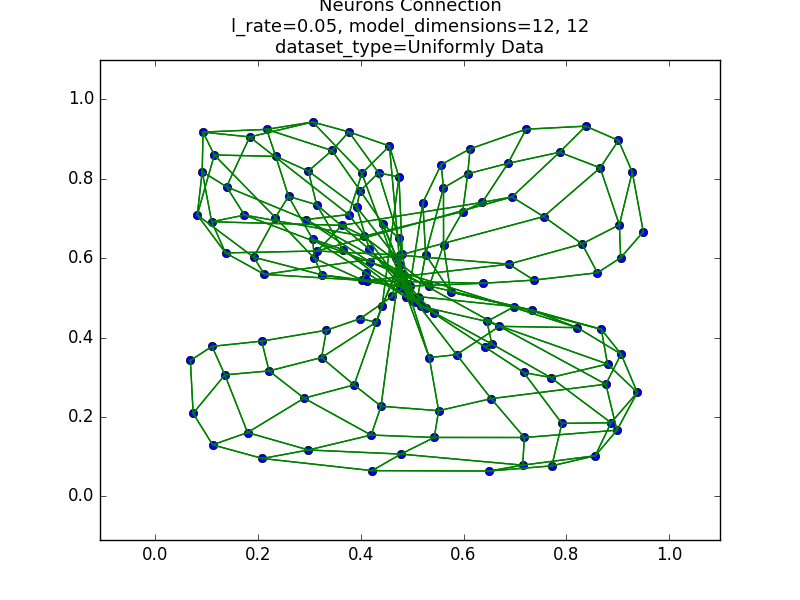 Neurons Connection
l_rate=0.05, model_dimensions=12, 12
dataset_type=Uniformly Data
1.0
0.8
0.6
0.4
0.2
0.0
0.0 0.2 0.4 0.6 0.8 1.0